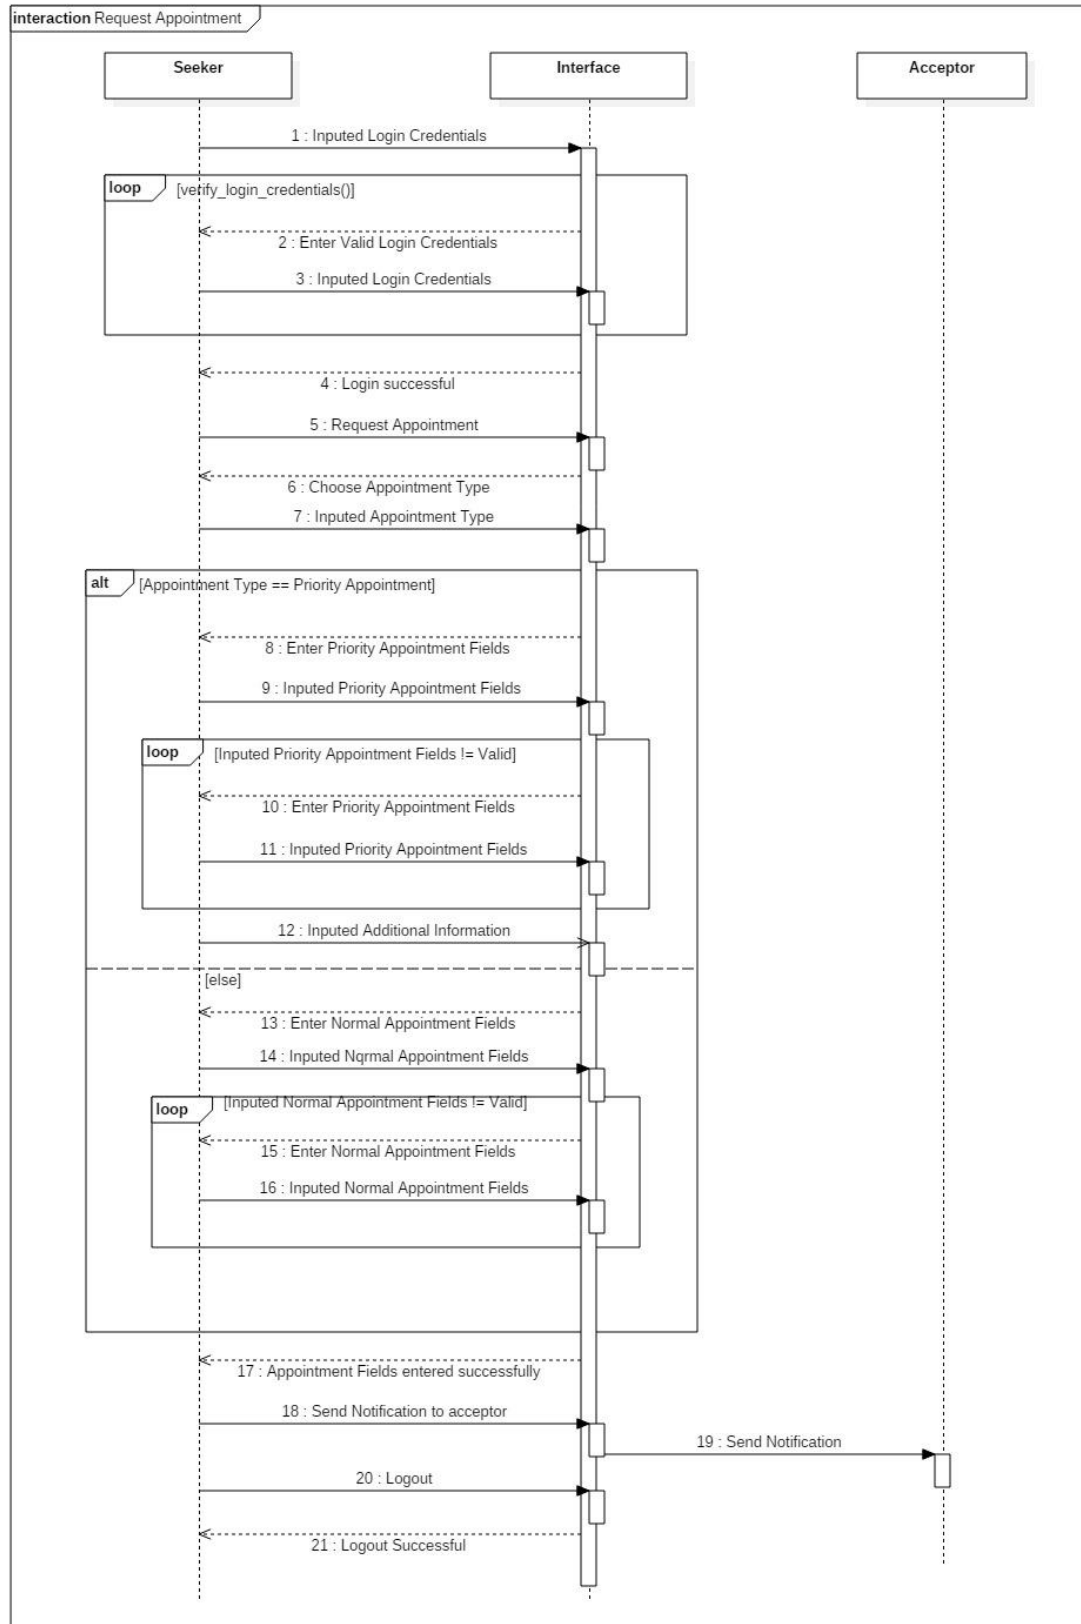 interaction Request Appointment
Seeker
Interface
Acceptor
1 : Inputed Login Credentials
loop
[verify_login_credentials()]
2 : Enter Valid Login Credentials
3 : Inputed Login Credentials
4 : Login successful
5 : Request Appointment
6 : Choose Appointment Type
7 : Inputed Appointment Type
alt
[Appointment Type == Priority Appointment]
8 : Enter Priority Appointment Fields
9 : Inputed Priority Appointment Fields
loop
[Inputed Priority Appointment Fields != Valid]
10 : Enter Priority Appointment Fields
11 : Inputed Priority Appointment Fields
12 : Inputed Additional Information
[else]
13 : Enter Normal Appointment Fields
14 : Inputed Nqrmal Appointment Fields
loop
[Inputed Normal Appointment Fields != Valid]
15 : Enter Normal Appointment Fields
16 : Inputed Normal Appointment Fields
17 : Appointment Fields entered successfully
18 : Send Notification to acceptor
19 : Send Notification
20 : Logout
21 : Logout Successful